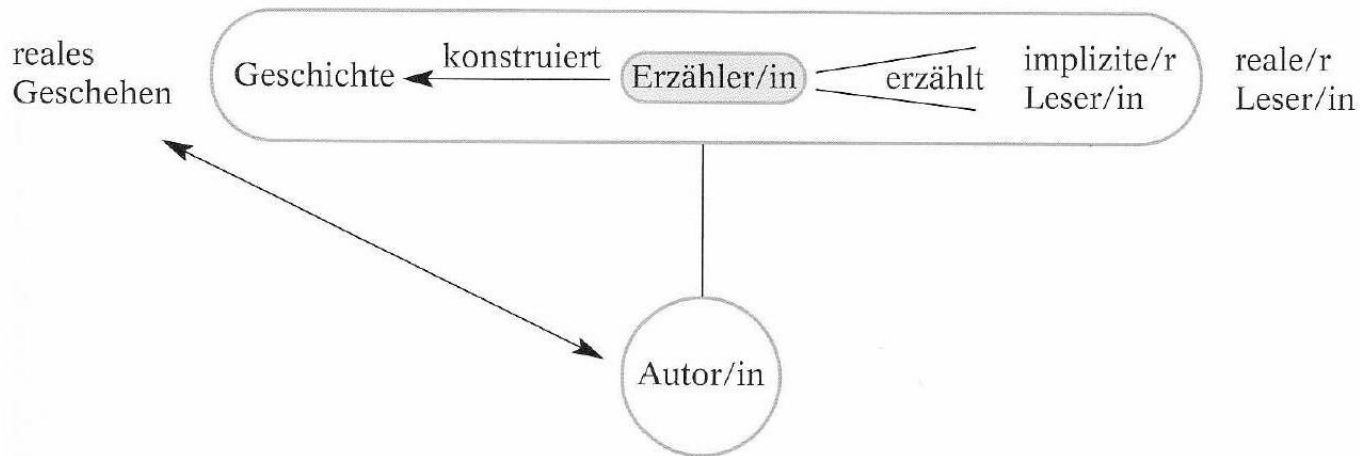 reales
Geschehen
Geschichte
konstruiert
Erzähler/in
erzählt
implizite/r
Leser/in
reale/r
Leser/in
Autor/in